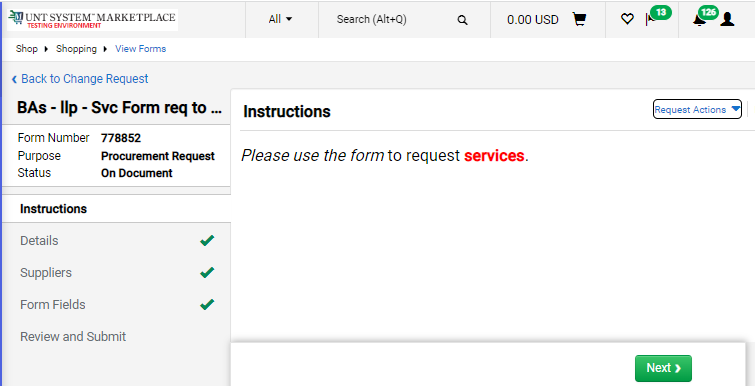 UNT SYSTEM™ MARKETPLACE
TESTING ENVIRONMENT
All
Search (Alt+Q)
0.00 USD
13
126
Shop
Shopping
View Forms
Back to Change Request
BAs - llp - Svc Form req to ...
Form Number 778852
Purpose Procurement Request
Status On Document
Instructions
Details
Suppliers
Form Fields
Review and Submit
Instructions
Request Actions
Please use the form to request services.
Next